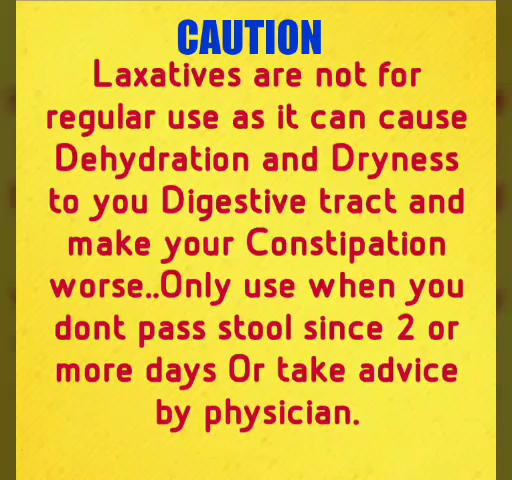 CAUTION
Laxatives are not for
regular use as it can cause
Dehydration and Dryness
to you Digestive tract and
make your Constipation
worse..Only use when you
dont pass stool since 2 or
more days Or take advice
by physician.